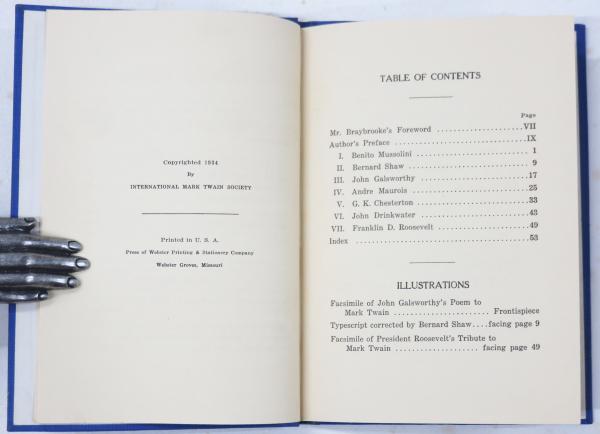 Copyrighted 1934
By
INTERNATIONAL MARK TWAIN SOCIETY
Printed in U. S. A.
Press of Webster Printing & Stationery Company
Webster Groves, Missouri
TABLE OF CONTENTS
Page
Mr. Braybrooke's Foreword ......................VII
Author's Preface ................................IX
I. Benito Mussolini ........................... 1
II. Bernard Shaw .............................. 9
III. John Galsworthy ...........................17
IV. Andre Maurois .............................25
V. G. K. Chesterton ...........................33
VI. John Drinkwater ............................43
VII. Franklin D. Roosevelt ......................49
Index .........................................53
ILLUSTRATIONS
Facsimile of John Galsworthy's Poem to
Mark Twain ........................ Frontispiece
Typescript corrected by Bernard Shaw....facing page 9
Facsimile of President Roosevelt's Tribute to
Mark Twain ..................... facing page 49